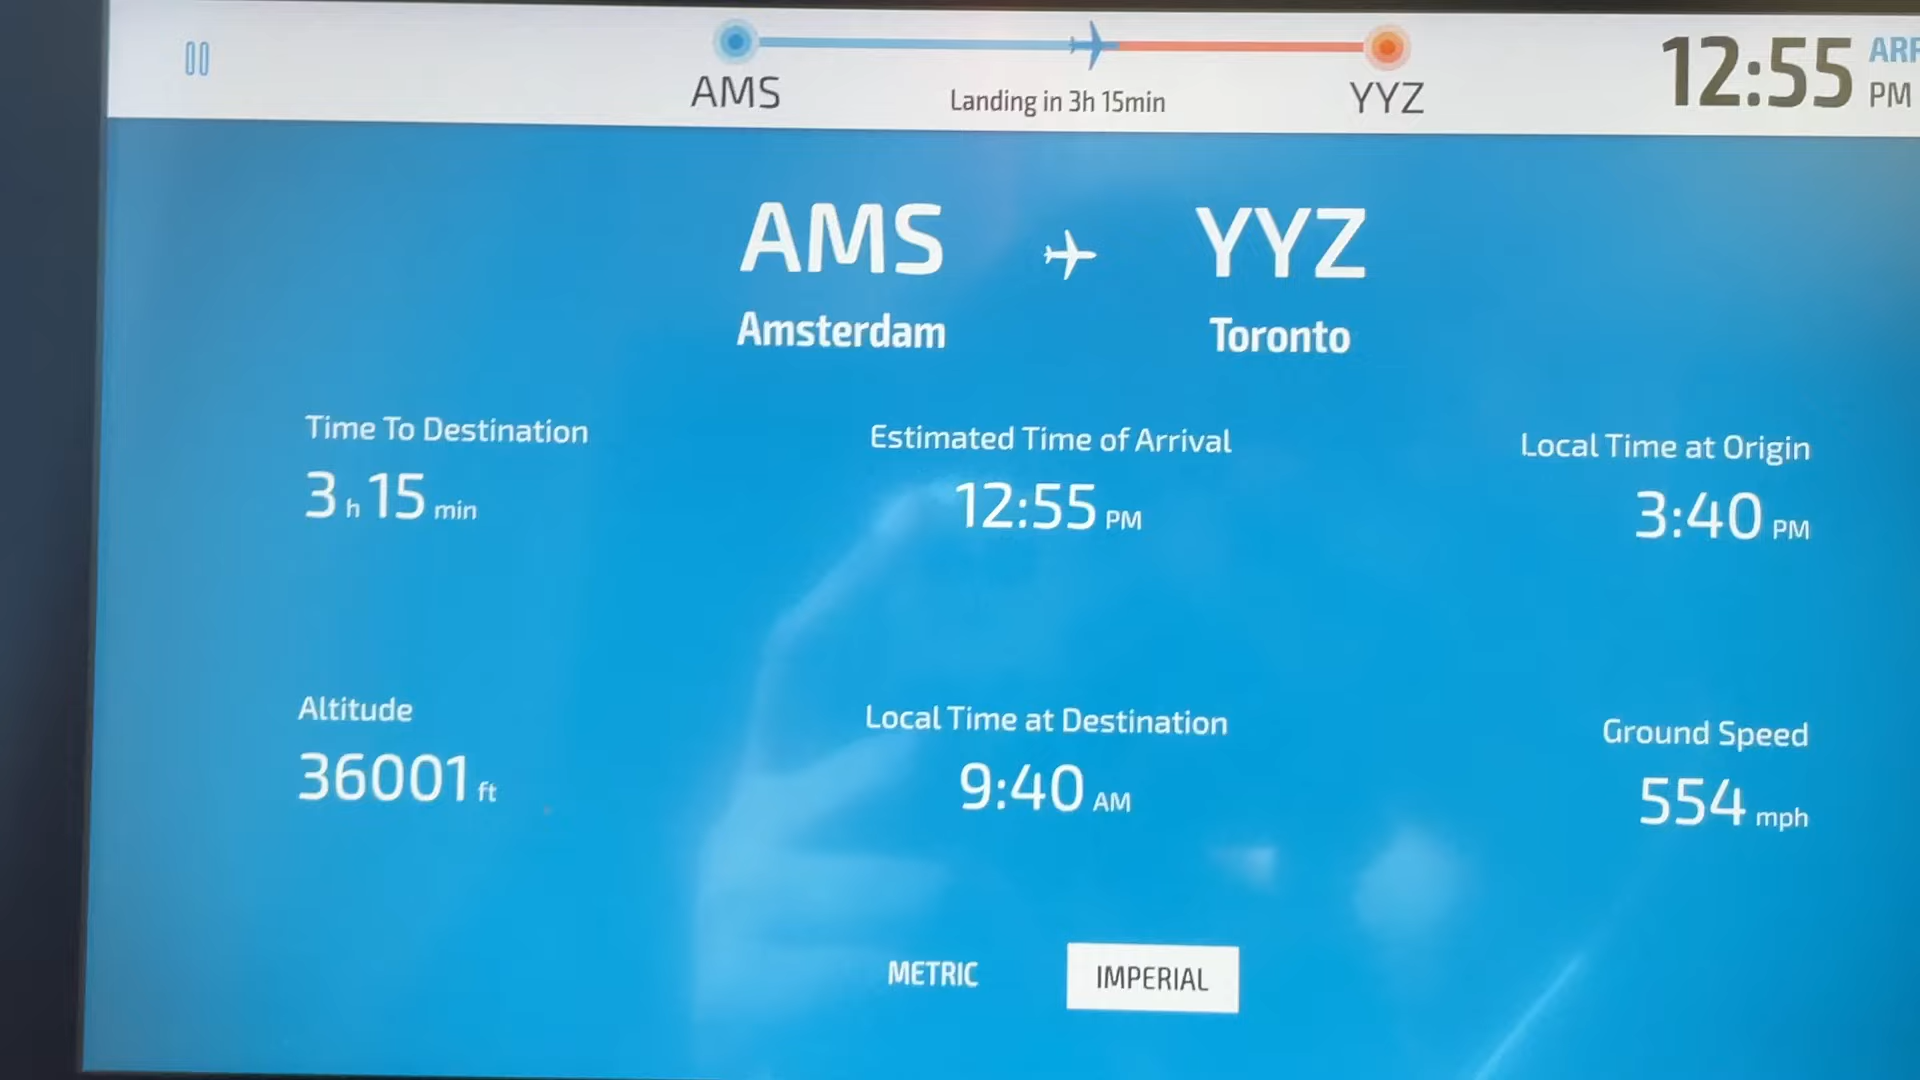 AMS
Landing in 3h 15min
YYZ
12:55 PM
AMS
YYZ
Amsterdam
Toronto
Time To Destination
3 h 15 min
Estimated Time of Arrival
12:55 PM
Local Time at Origin
3:40 PM
Altitude
36001 ft
Local Time at Destination
9:40 AM
Ground Speed
554 mph
METRIC
IMPERIAL